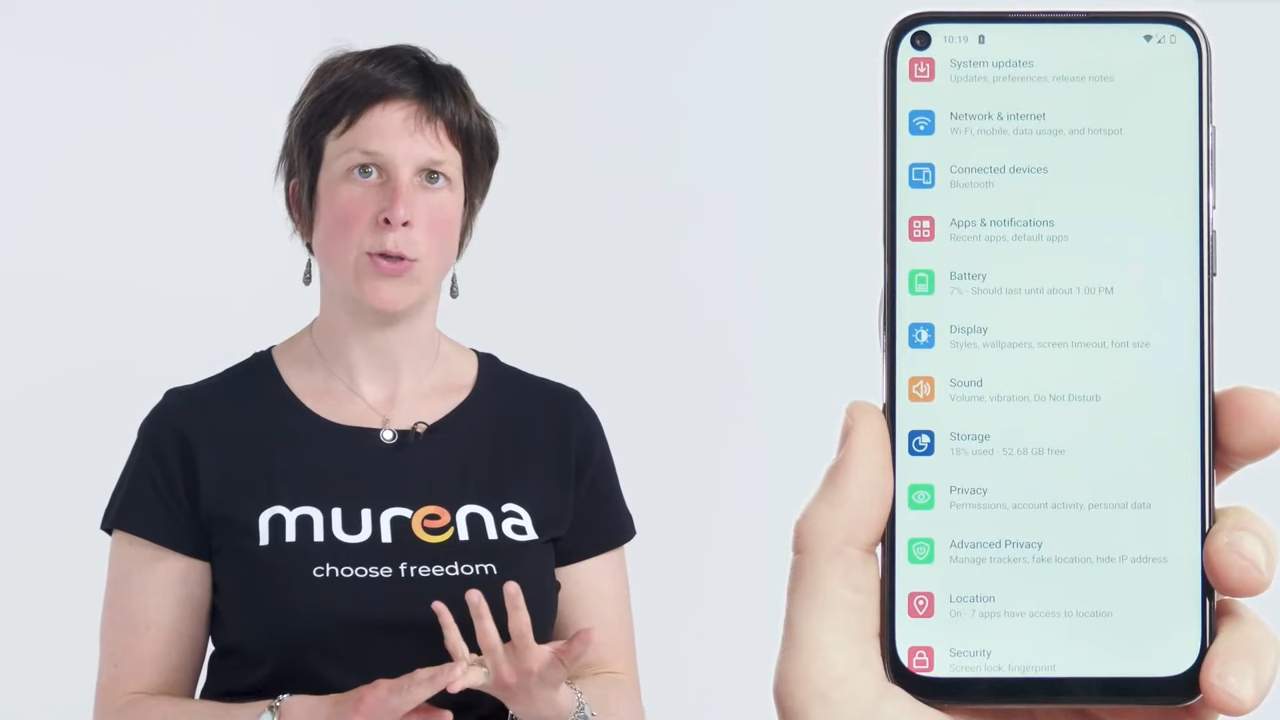 murena
choose freedom
10:19
System updates
Updates, preferences, release notes
Network & internet
Wi-Fi, mobile, data usage, and hotspot
Connected devices
Bluetooth
Apps & notifications
Recent apps, default apps
Battery
7% - Should last until about 1:00 PM
Display
Styles, wallpapers, screen timeout, font size
Sound
Volume, vibration, Do Not Disturb
Storage
18% used - 52.68 GB free
Privacy
Permissions, account activity, personal data
Advanced Privacy
Manage trackers, fake location, hide IP address
Location
On - 7 apps have access to location
Security
Screen lock, fingerprint